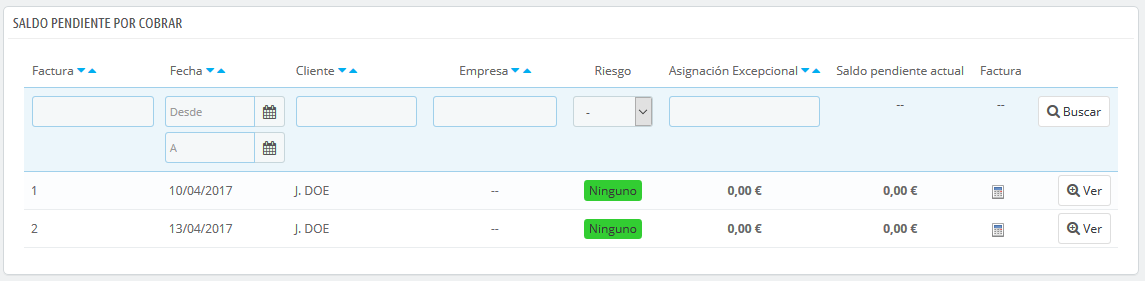 SALDO PENDIENTE POR COBRAR
Factura Fecha Cliente Empresa Riesgo Asignación Excepcional Saldo pendiente actual Factura
Desde - -- -- Buscar
A
1 10/04/2017 J. DOE -- Ninguno 0,00 € 0,00 € Ver
2 13/04/2017 J. DOE -- Ninguno 0,00 € 0,00 € Ver